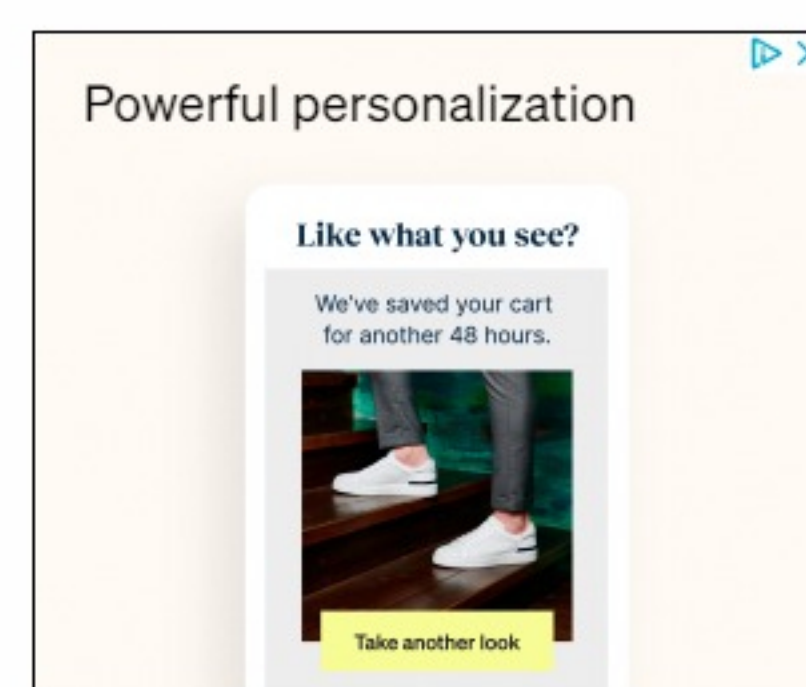 Powerful personalization
Like what you see?
We've saved your cart
for another 48 hours.
Take another look